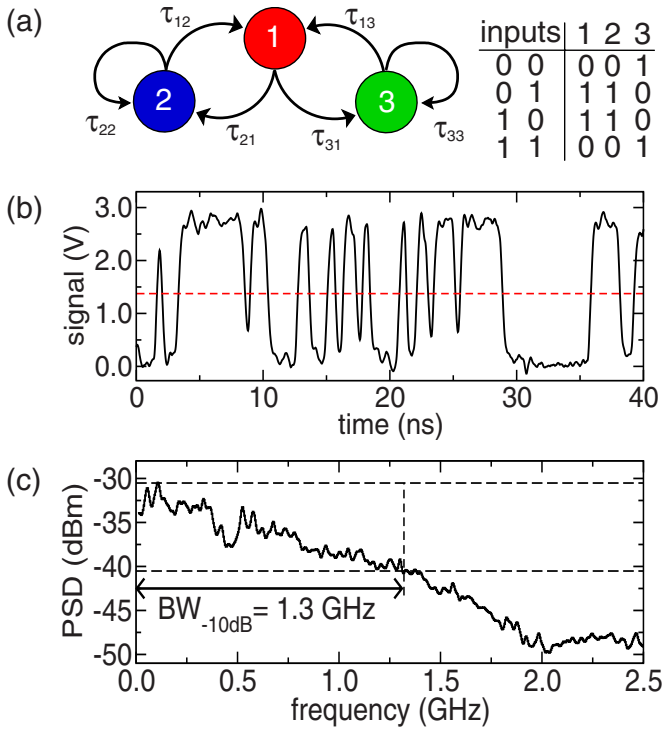 (a)
τ12
1
τ13
2
3
τ22
τ21
τ31
τ33
inputs 1 2 3
0 0 0 0 1
0 1 1 1 0
1 0 1 1 0
1 1 0 0 1
(b)
signal (V)
3.0
2.0
1.0
0.0
0 10 20 30 40
time (ns)
(c)
PSD (dBm)
-30
-35
-40
-45
-50
BW-10dB= 1.3 GHz
0.0 0.5 1.0 1.5 2.0 2.5
frequency (GHz)